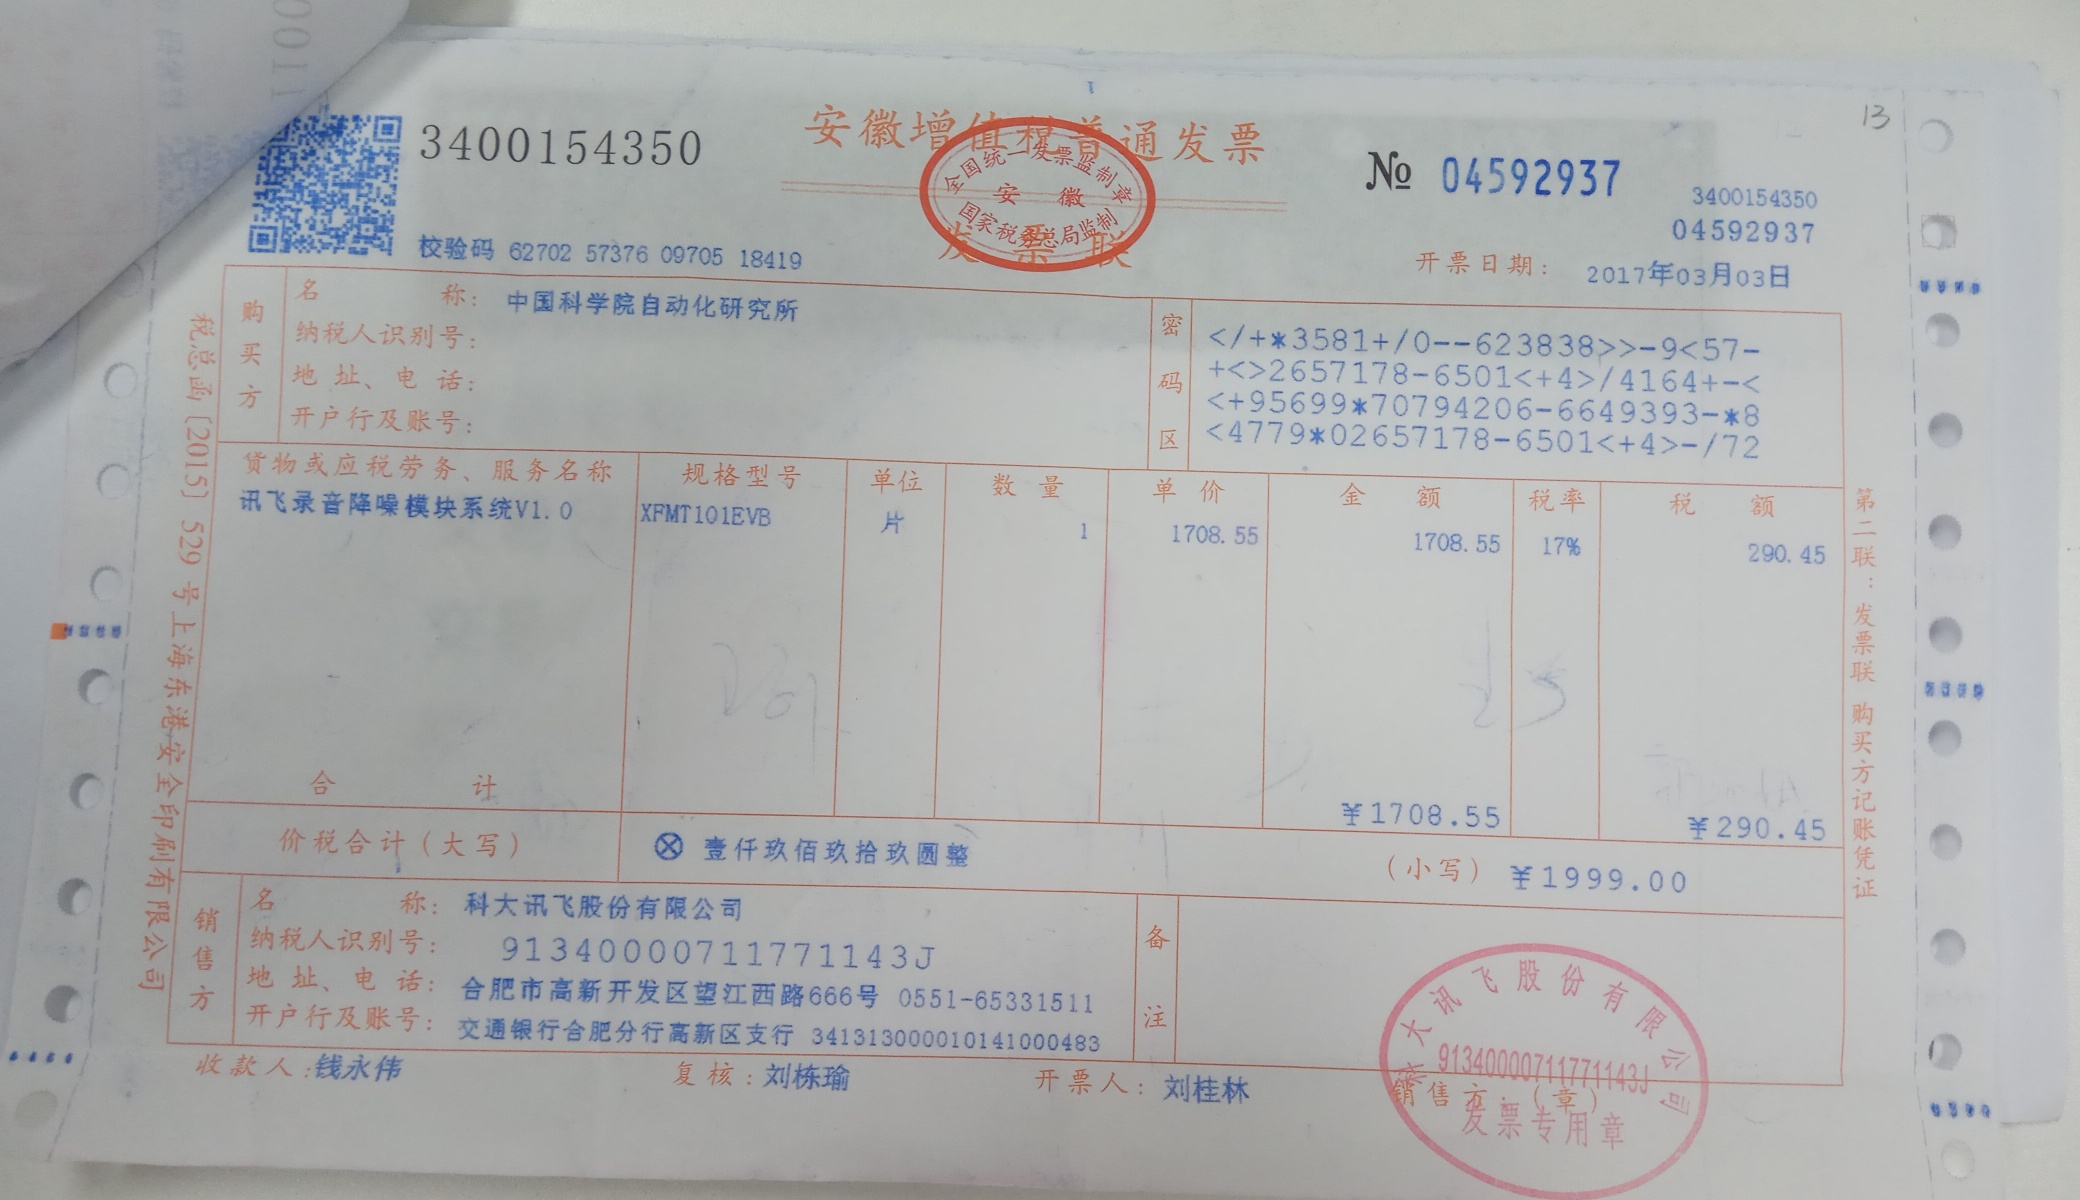 13
3400154350
安徽增值税普通发票
全国统一发票监制章
安 徽
国家税务总局监制
发票联
№ 04592937
3400154350
04592937
校验码 62702 57376 09705 18419
开票日期: 2017年03月03日
购买方
名 称: 中国科学院自动化研究所
纳税人识别号:
地 址、电 话:
开户行及账号:
密码区
</+*3581+/0--623838>>-9<57-
+<>2657178-6501<+4>/4164+-<
<+95699*70794206-6649393-*8
<4779*02657178-6501<+4>-/72
货物或应税劳务、服务名称 规格型号 单位 数 量 单 价 金 额 税率 税 额
讯飞录音降噪模块系统V1.0 XFMT101EVB 片 1 1708.55 1708.55 17% 290.45
合 计 ¥1708.55 ¥290.45
价税合计(大写) ⊗ 壹仟玖佰玖拾玖圆整 (小写) ¥1999.00
销售方
名 称: 科大讯飞股份有限公司
纳税人识别号: 91340000711771143J
地 址、电 话: 合肥市高新开发区望江西路666号 0551-65331511
开户行及账号: 交通银行合肥分行高新区支行 341313000010141000483
备注
收款人:钱永伟 复核:刘栋瑜 开票人:刘桂林 销售方:(章)
科大讯飞股份有限公司
91340000711771143J
发票专用章
税总函〔2015〕529号上海东港安全印刷有限公司
第二联:发票联 购买方记账凭证